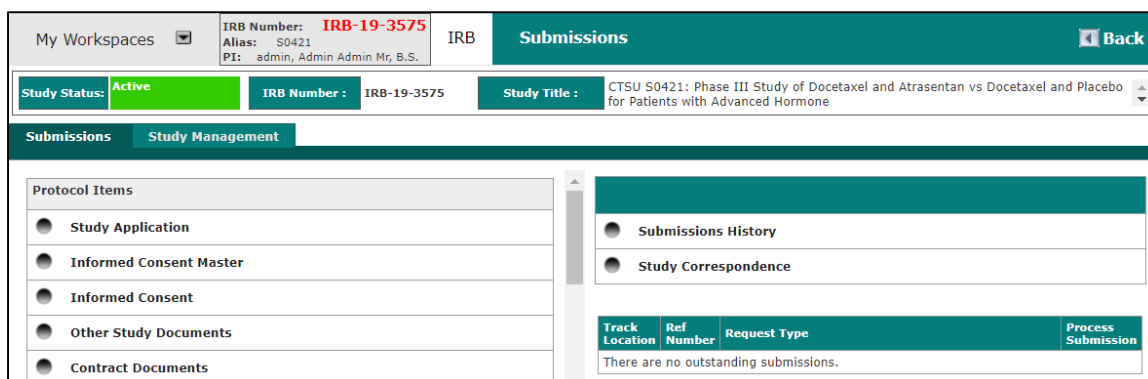 My Workspaces
IRB Number: IRB-19-3575
Alias: S0421
PI: admin, Admin Admin Mr, B.S.
IRB
Submissions
Back
Study Status:
Active
IRB Number :
IRB-19-3575
Study Title :
CTSU S0421: Phase III Study of Docetaxel and Atrasentan vs Docetaxel and Placebo
for Patients with Advanced Hormone
Submissions
Study Management
Protocol Items
Study Application
Informed Consent Master
Informed Consent
Other Study Documents
Contract Documents
Submissions History
Study Correspondence
Track
Location
Ref
Number
Request Type
Process
Submission
There are no outstanding submissions.